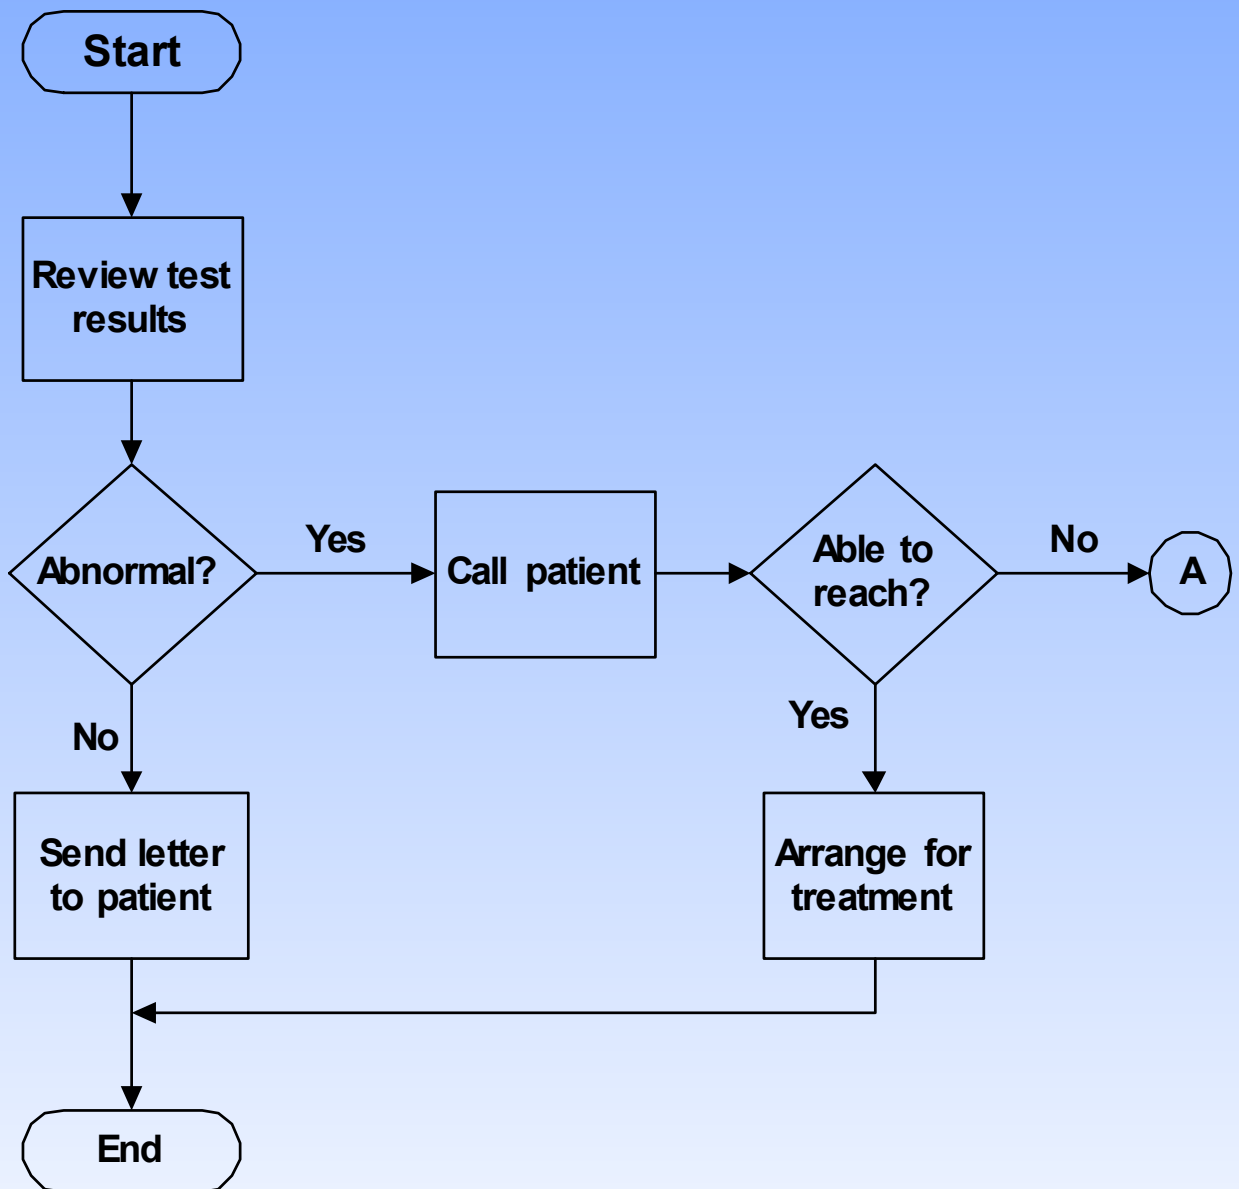 Start
Review test
results
Abnormal?
Yes
Call patient
Able to
reach?
No
A
No
Yes
Send letter
to patient
Arrange for
treatment
End